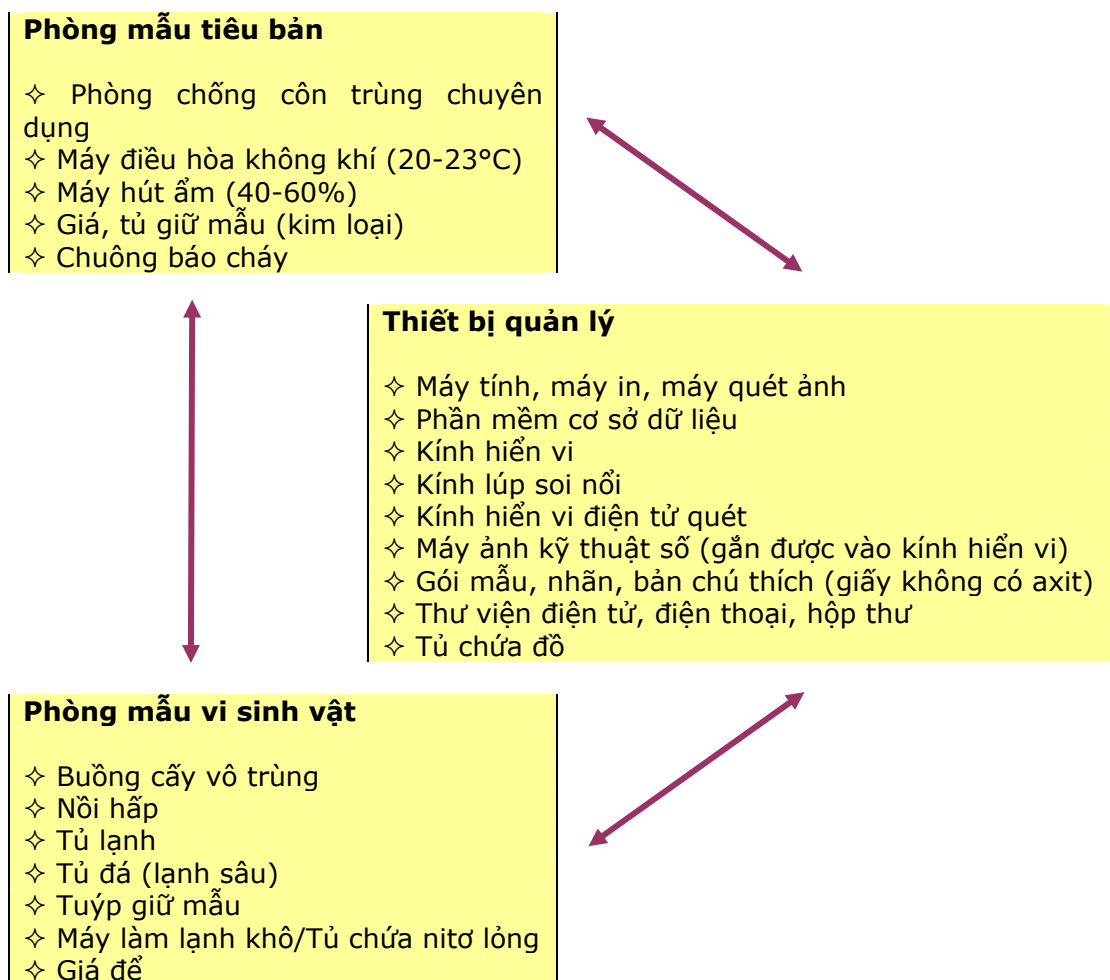 Phòng mẫu tiêu bản
✧ Phòng chống côn trùng chuyên
dụng
✧ Máy điều hòa không khí (20-23°C)
✧ Máy hút ẩm (40-60%)
✧ Giá, tủ giữ mẫu (kim loại)
✧ Chuông báo cháy
Thiết bị quản lý
✧ Máy tính, máy in, máy quét ảnh
✧ Phần mềm cơ sở dữ liệu
✧ Kính hiển vi
✧ Kính lúp soi nổi
✧ Kính hiển vi điện tử quét
✧ Máy ảnh kỹ thuật số (gắn được vào kính hiển vi)
✧ Gói mẫu, nhãn, bản chú thích (giấy không có axit)
✧ Thư viện điện tử, điện thoại, hộp thư
✧ Tủ chứa đồ
Phòng mẫu vi sinh vật
✧ Buồng cấy vô trùng
✧ Nồi hấp
✧ Tủ lạnh
✧ Tủ đá (lạnh sâu)
✧ Tuýp giữ mẫu
✧ Máy làm lạnh khô/Tủ chứa nitơ lỏng
✧ Giá để